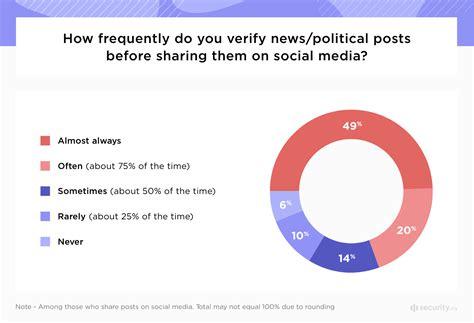 How frequently do you verify news/political posts
before sharing them on social media?
Almost always
Often (about 75% of the time)
Sometimes (about 50% of the time)
Rarely (about 25% of the time)
Never
49%
20%
14%
10%
6%
Note - Among those who share posts on social media. Total may not equal 100% due to rounding
security.org